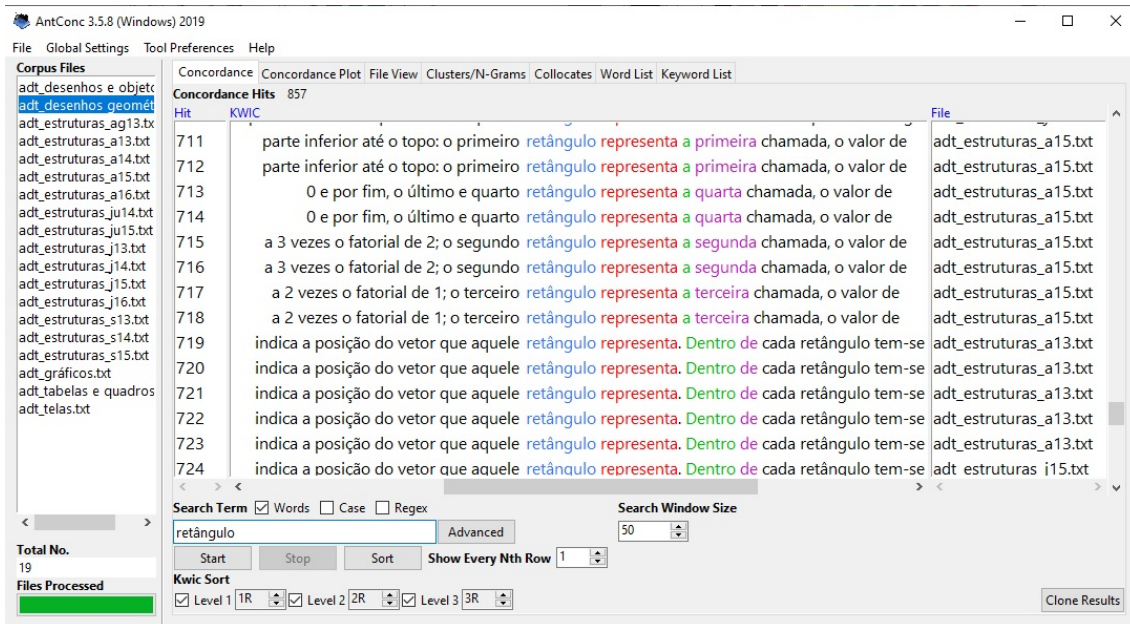 AntConc 3.5.8 (Windows) 2019
File Global Settings Tool Preferences Help
Corpus Files
adt_desenhos e objeto
adt_desenhos geomét
adt_estruturas_ag13.tx
adt_estruturas_a13.txt
adt_estruturas_a14.txt
adt_estruturas_a15.txt
adt_estruturas_a16.txt
adt_estruturas_ju14.txt
adt_estruturas_ju15.txt
adt_estruturas_j13.txt
adt_estruturas_j14.txt
adt_estruturas_j15.txt
adt_estruturas_j16.txt
adt_estruturas_s13.txt
adt_estruturas_s14.txt
adt_estruturas_s15.txt
adt_gráficos.txt
adt_tabelas e quadros
adt_telas.txt
Total No.
19
Files Processed
Concordance Concordance Plot File View Clusters/N-Grams Collocates Word List Keyword List
Concordance Hits 857
Hit KWIC File
711 parte inferior até o topo: o primeiro retângulo representa a primeira chamada, o valor de adt_estruturas_a15.txt
712 parte inferior até o topo: o primeiro retângulo representa a primeira chamada, o valor de adt_estruturas_a15.txt
713 0 e por fim, o último e quarto retângulo representa a quarta chamada, o valor de adt_estruturas_a15.txt
714 0 e por fim, o último e quarto retângulo representa a quarta chamada, o valor de adt_estruturas_a15.txt
715 a 3 vezes o fatorial de 2; o segundo retângulo representa a segunda chamada, o valor de adt_estruturas_a15.txt
716 a 3 vezes o fatorial de 2; o segundo retângulo representa a segunda chamada, o valor de adt_estruturas_a15.txt
717 a 2 vezes o fatorial de 1; o terceiro retângulo representa a terceira chamada, o valor de adt_estruturas_a15.txt
718 a 2 vezes o fatorial de 1; o terceiro retângulo representa a terceira chamada, o valor de adt_estruturas_a15.txt
719 indica a posição do vetor que aquele retângulo representa. Dentro de cada retângulo tem-se adt_estruturas_a13.txt
720 indica a posição do vetor que aquele retângulo representa. Dentro de cada retângulo tem-se adt_estruturas_a13.txt
721 indica a posição do vetor que aquele retângulo representa. Dentro de cada retângulo tem-se adt_estruturas_a13.txt
722 indica a posição do vetor que aquele retângulo representa. Dentro de cada retângulo tem-se adt_estruturas_a13.txt
723 indica a posição do vetor que aquele retângulo representa. Dentro de cada retângulo tem-se adt_estruturas_a13.txt
724 indica a posição do vetor que aquele retângulo representa. Dentro de cada retângulo tem-se adt_estruturas_j15.txt
Search Term Words Case Regex Search Window Size
retângulo Advanced 50
Start Stop Sort Show Every Nth Row 1
Kwic Sort
Level 1 1R Level 2 2R Level 3 3R Clone Results